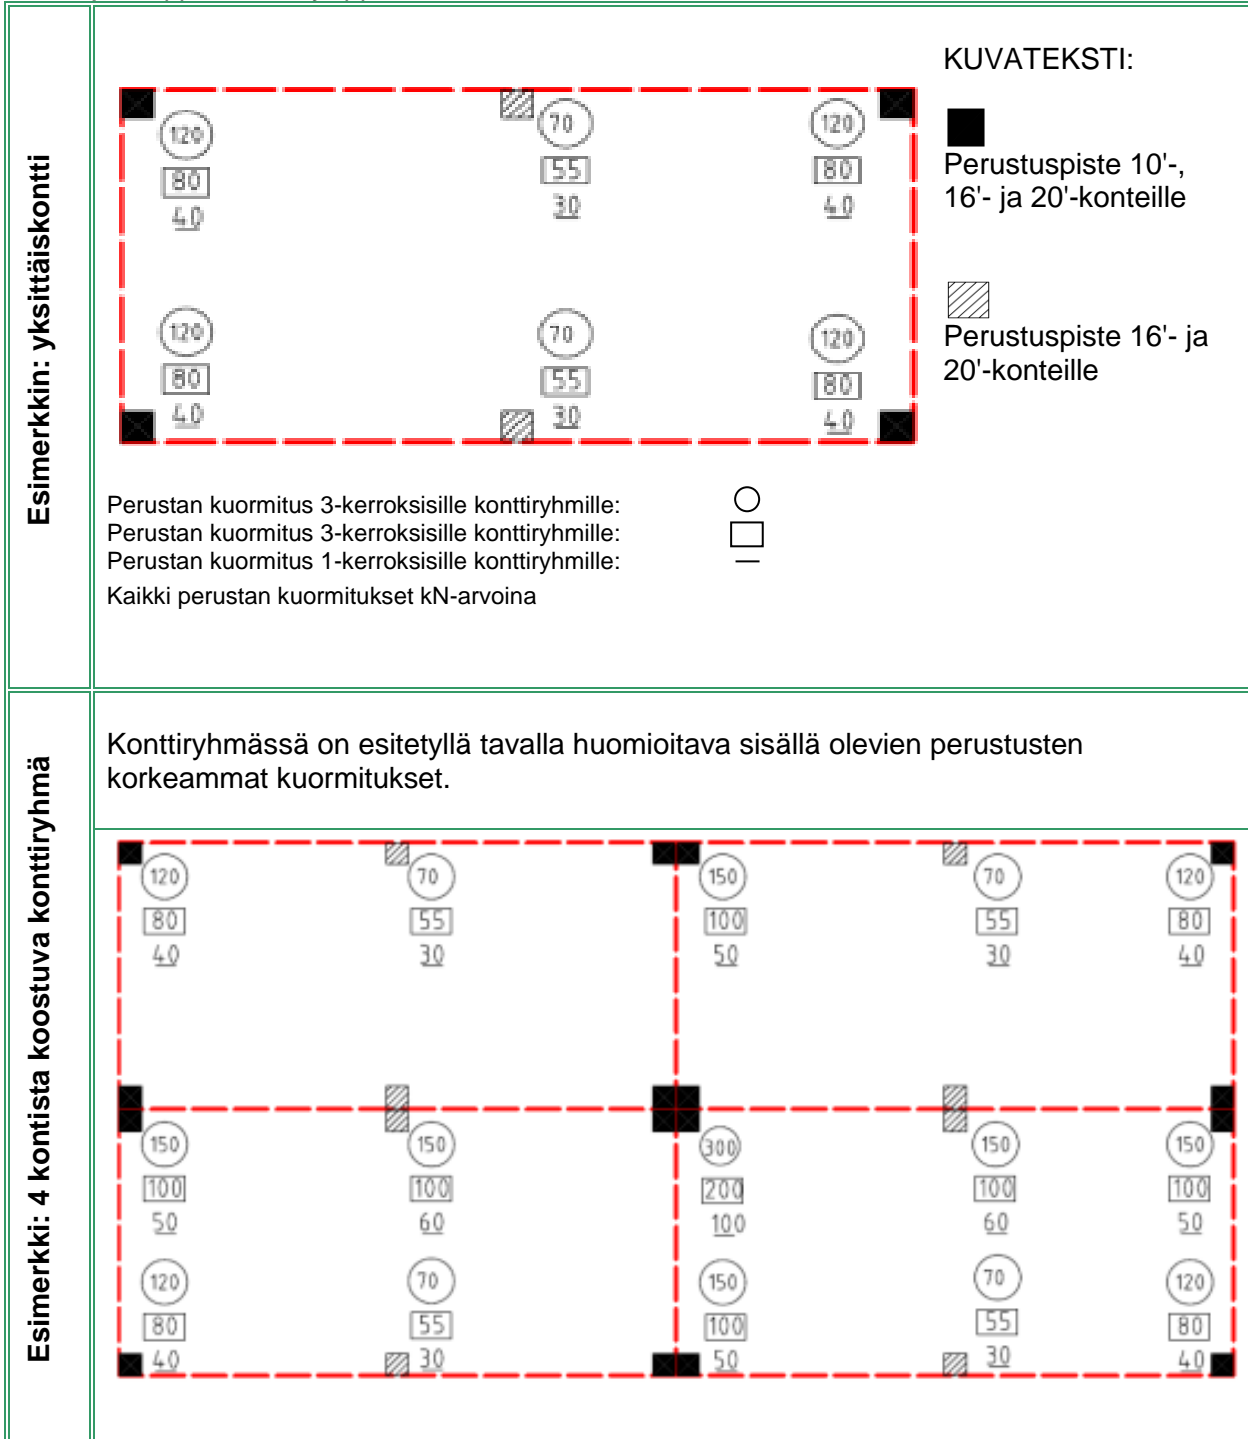 Esimerkkin: yksittäiskontti
120 70 120
80 55 80
40 30 40
120 70 120
80 55 80
40 30 40
KUVATEKSTI:
Perustuspiste 10'-,
16'- ja 20'-konteille
Perustuspiste 16'- ja
20'-konteille
Perustan kuormitus 3-kerroksisille konttiryhmille:
Perustan kuormitus 3-kerroksisille konttiryhmille:
Perustan kuormitus 1-kerroksisille konttiryhmille:
Kaikki perustan kuormitukset kN-arvoina
Esimerkki: 4 kontista koostuva konttiryhmä
Konttiryhmässä on esitetyllä tavalla huomioitava sisällä olevien perustusten
korkeammat kuormitukset.
120 70 150 70 120
80 55 100 55 80
40 30 50 30 40
150 150 300 150 150
100 100 200 100 100
50 60 100 60 50
120 70 150 70 120
80 55 100 55 80
40 30 50 30 40